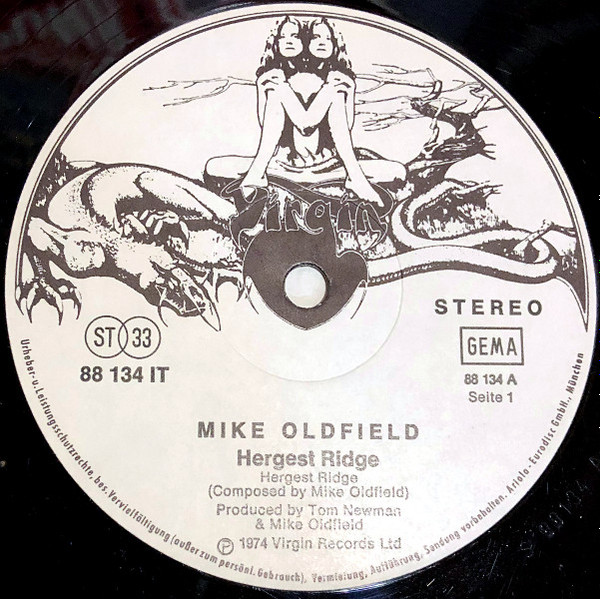 Virgin
STEREO
ST 33
GEMA
88 134 IT
88 134 A
Seite 1
MIKE OLDFIELD
Hergest Ridge
Hergest Ridge
(Composed by Mike Oldfield)
Produced by Tom Newman
& Mike Oldfield
Ⓟ 1974 Virgin Records Ltd
Urheber- u. Leistungsschutzrechte, bes. Vervielfältigung (außer zum persönl. Gebrauch), Vermietung, Aufführung, Sendung vorbehalten. Ariola-Eurodisc GmbH., München